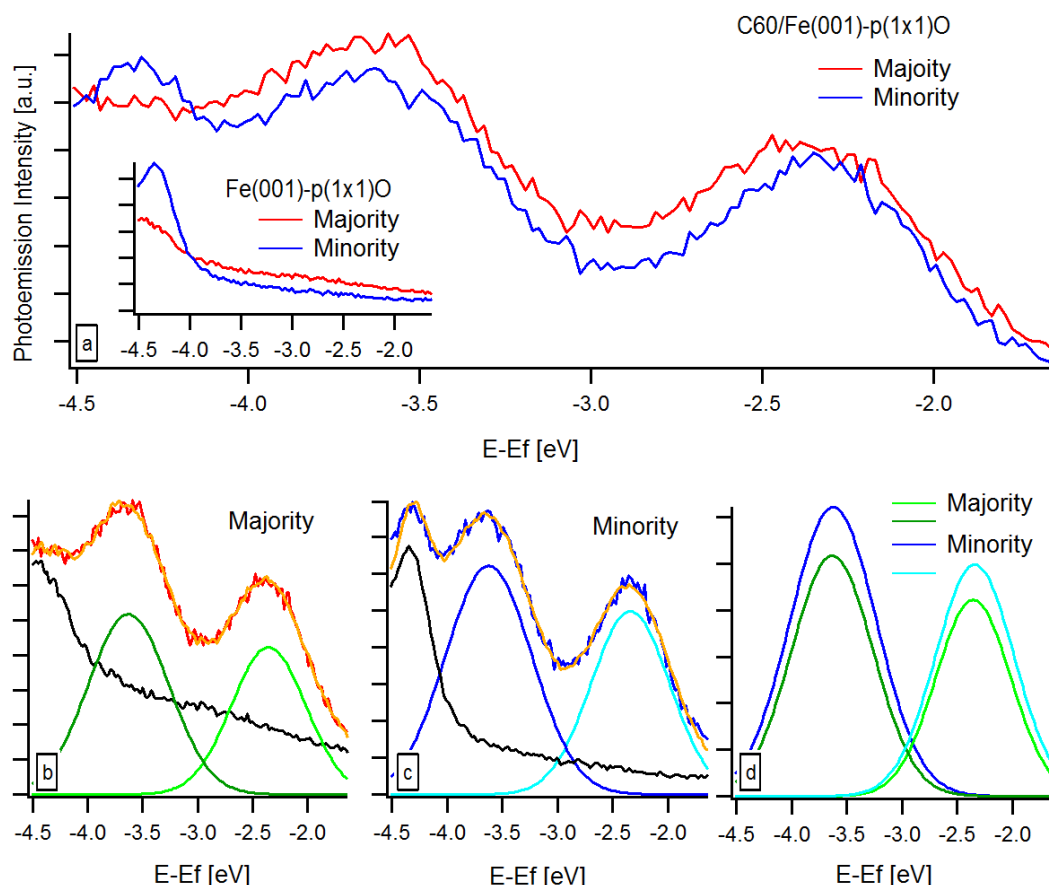 C60/Fe(001)-p(1x1)O
Majoity
Minority
Photoemission Intensity [a.u.]
Fe(001)-p(1x1)O
Majority
Minority
-4.5 -4.0 -3.5 -3.0 -2.5 -2.0
a
-4.5 -4.0 -3.5 -3.0 -2.5 -2.0
E-Ef [eV]
Majority
b
-4.5 -4.0 -3.5 -3.0 -2.5 -2.0
E-Ef [eV]
Minority
c
-4.5 -4.0 -3.5 -3.0 -2.5 -2.0
E-Ef [eV]
Majority
Minority
d
-4.5 -4.0 -3.5 -3.0 -2.5 -2.0
E-Ef [eV]